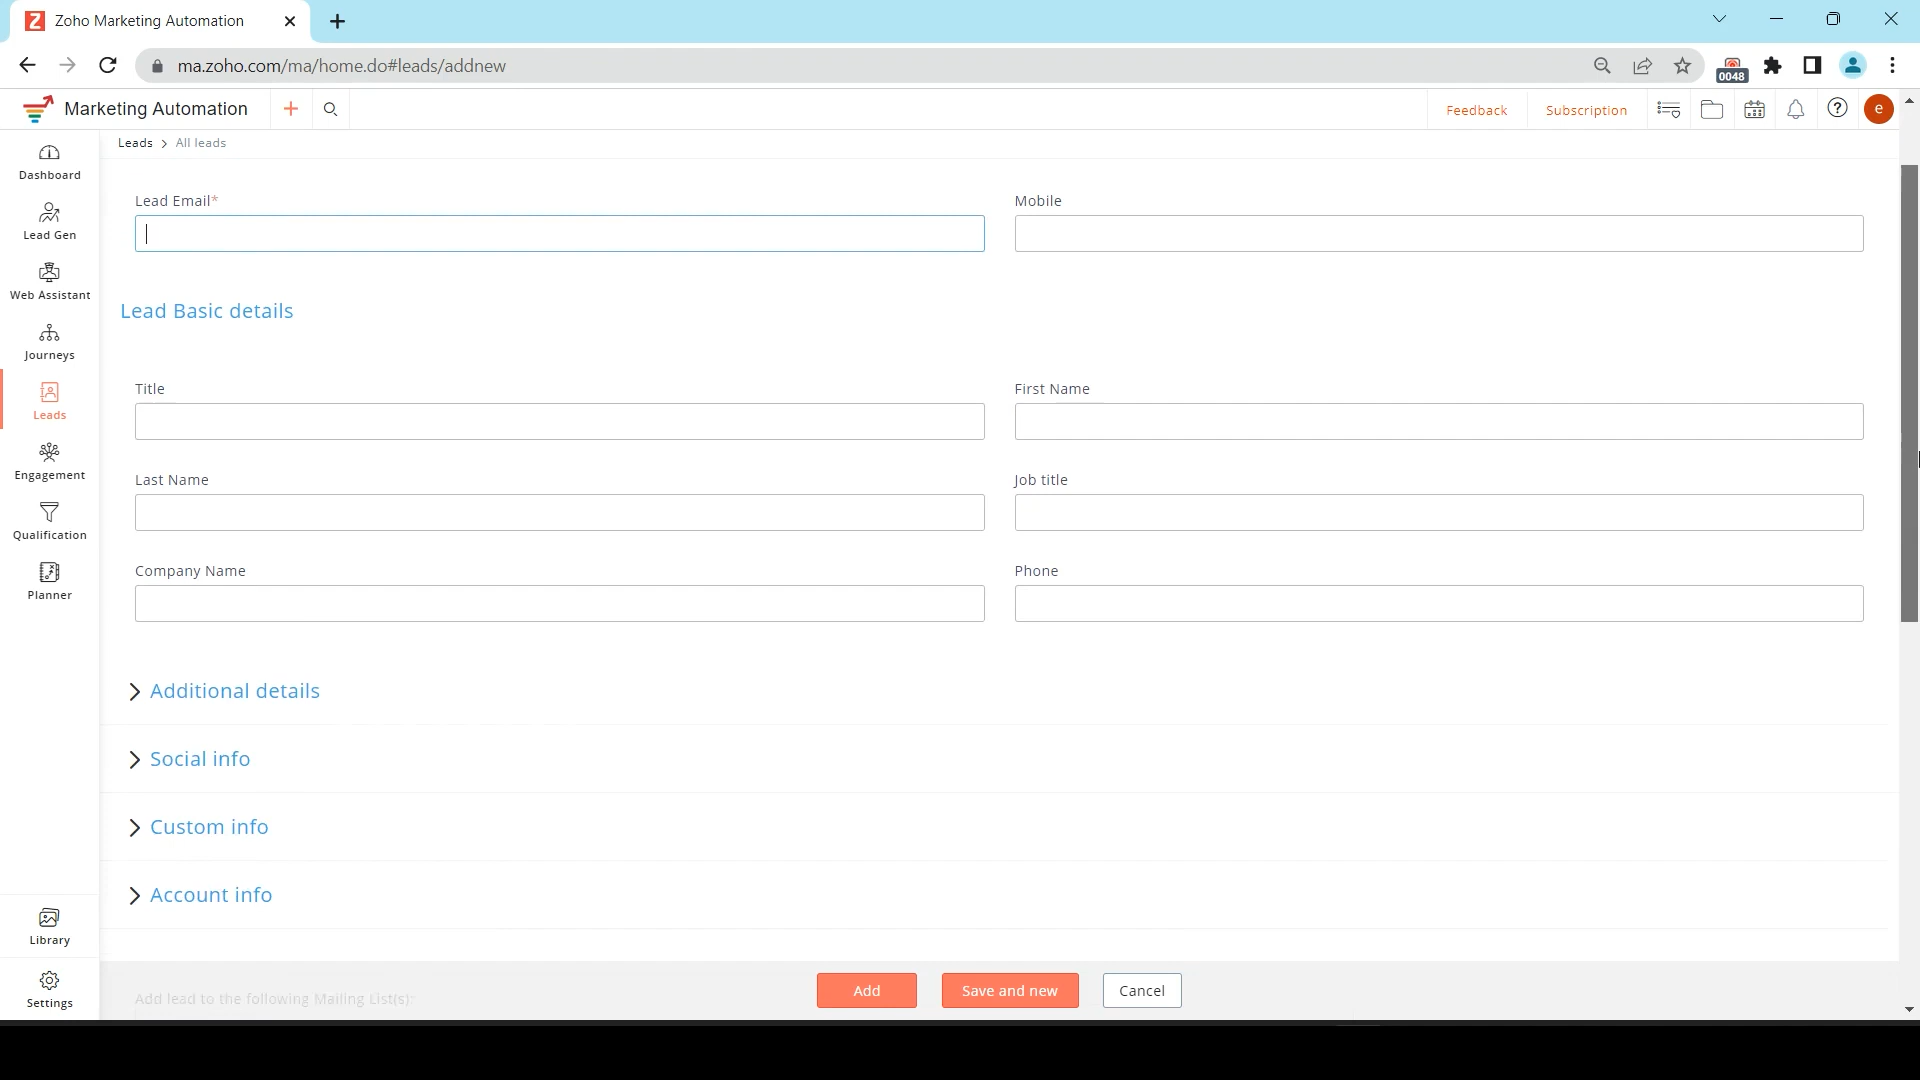 Zoho Marketing Automation
ma.zoho.com/ma/home.do#leads/addnew
0048
Marketing Automation
Feedback
Subscription
e
Leads > All leads
Dashboard
Lead Gen
Web Assistant
Journeys
Leads
Engagement
Qualification
Planner
Library
Settings
Lead Email*
Mobile
Lead Basic details
Title
First Name
Last Name
Job title
Company Name
Phone
Additional details
Social info
Custom info
Account info
Add lead to the following Mailing List(s):
Add
Save and new
Cancel